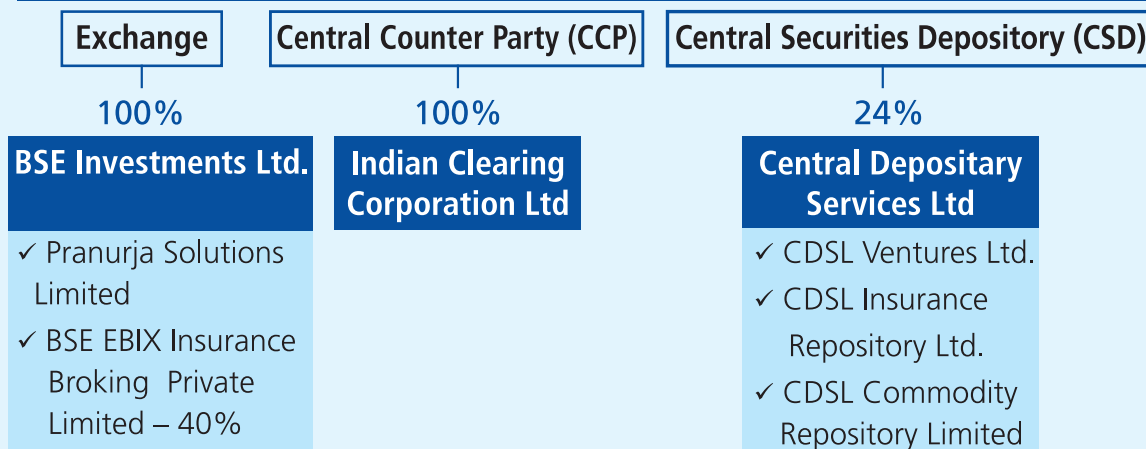 Exchange
Central Counter Party (CCP)
Central Securities Depository (CSD)
100%
100%
24%
BSE Investments Ltd.
Indian Clearing
Corporation Ltd
Central Depositary
Services Ltd
✓ Pranurja Solutions
Limited
✓ BSE EBIX Insurance
Broking Private
Limited – 40%
✓ CDSL Ventures Ltd.
✓ CDSL Insurance
Repository Ltd.
✓ CDSL Commodity
Repository Limited